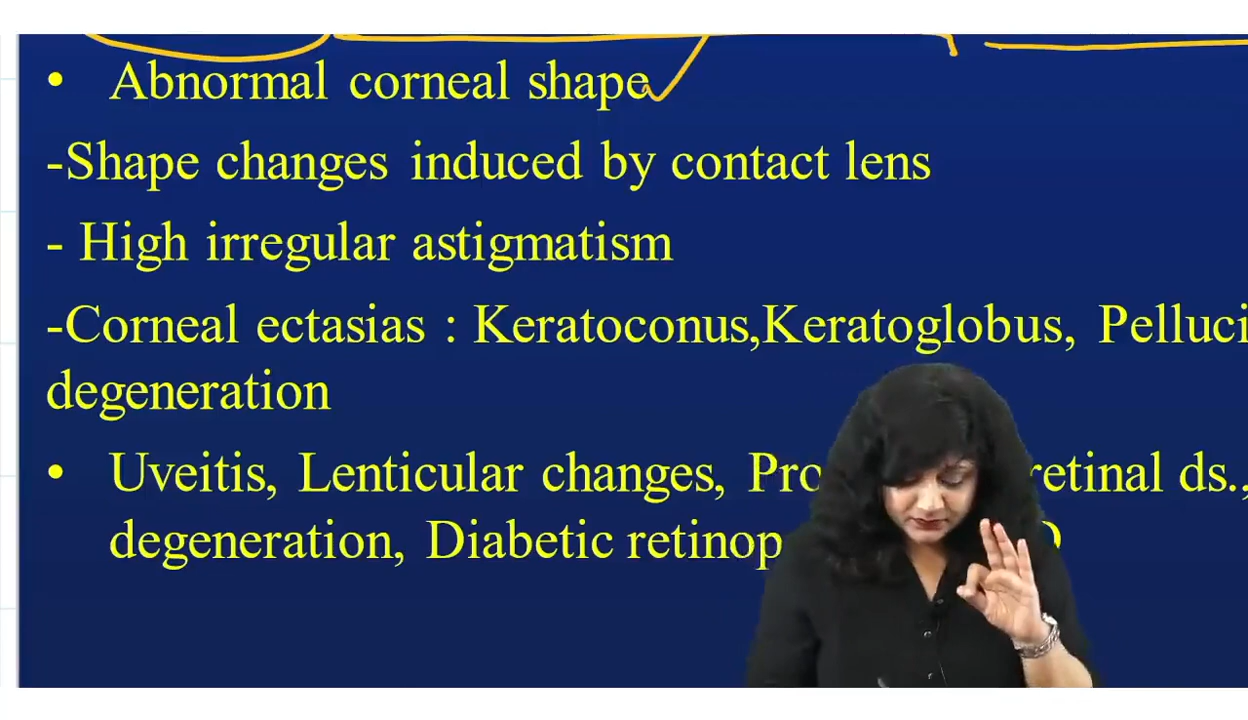 • Abnormal corneal shape
-Shape changes induced by contact lens
- High irregular astigmatism
-Corneal ectasias : Keratoconus,Keratoglobus, Pelluci
degeneration
• Uveitis, Lenticular changes, Pro retinal ds.,
degeneration, Diabetic retinop